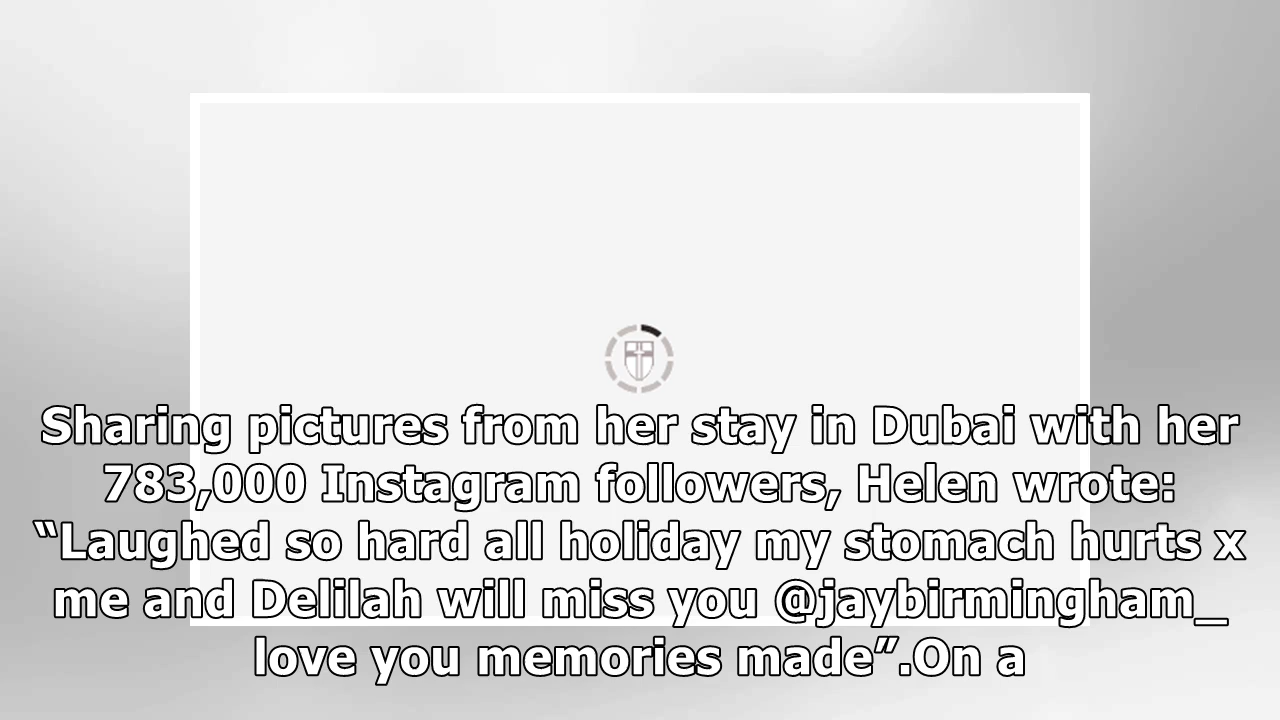 Sharing pictures from her stay in Dubai with her
783,000 Instagram followers, Helen wrote:
“Laughed so hard all holiday my stomach hurts x
me and Delilah will miss you @jaybirmingham_
love you memories made”.On a